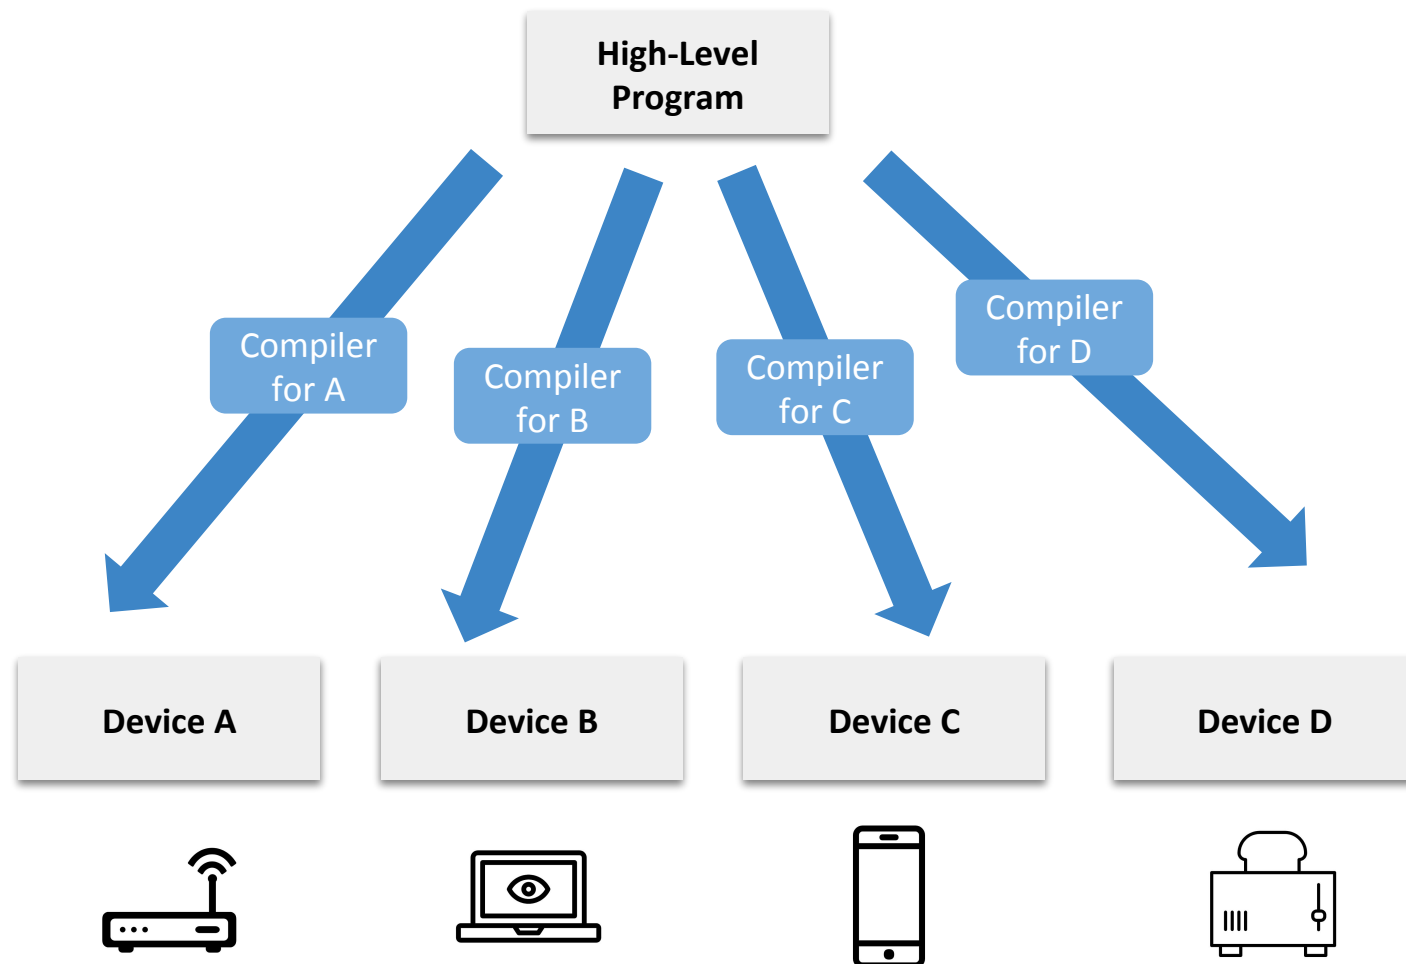 High-Level
Program
Compiler
for A
Compiler
for B
Compiler
for C
Compiler
for D
Device A
Device B
Device C
Device D